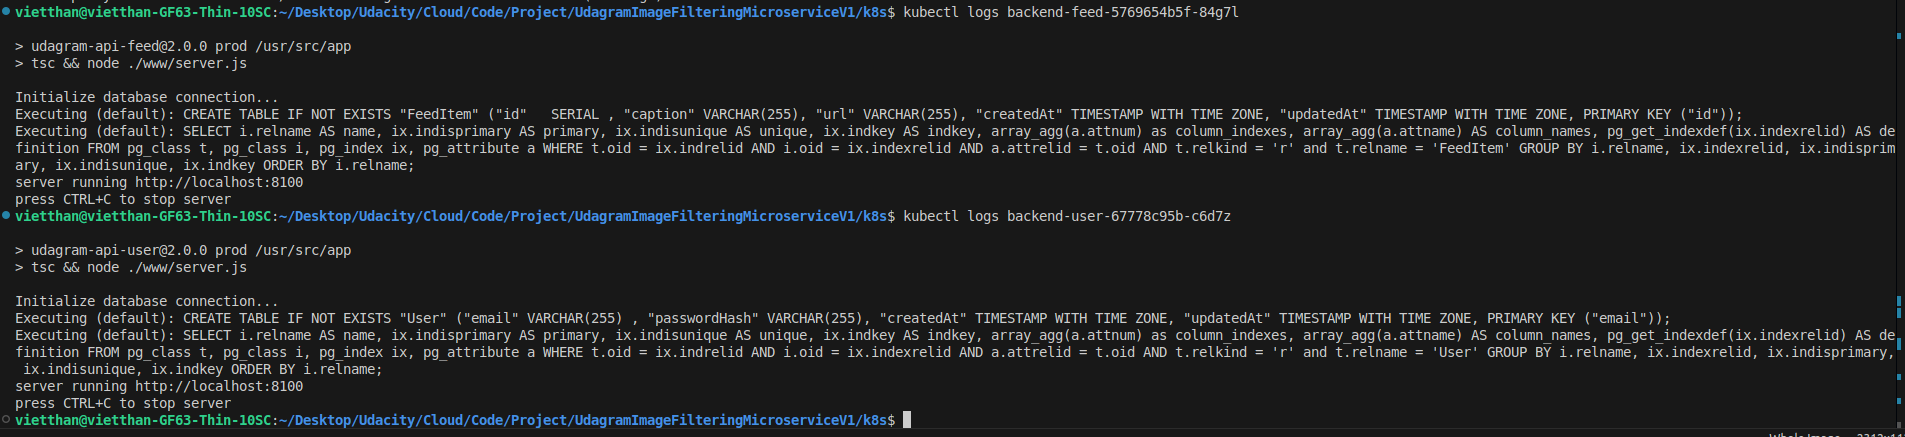 vietthan@vietthan-GF63-Thin-10SC:~/Desktop/Udacity/Cloud/Code/Project/UdagramImageFilteringMicroserviceV1/k8s$ kubectl logs backend-feed-5769654b5f-84g7l
> udagram-api-feed@2.0.0 prod /usr/src/app
> tsc && node ./www/server.js
Initialize database connection...
Executing (default): CREATE TABLE IF NOT EXISTS "FeedItem" ("id"   SERIAL , "caption" VARCHAR(255), "url" VARCHAR(255), "createdAt" TIMESTAMP WITH TIME ZONE, "updatedAt" TIMESTAMP WITH TIME ZONE, PRIMARY KEY ("id"));
Executing (default): SELECT i.relname AS name, ix.indisprimary AS primary, ix.indisunique AS unique, ix.indkey AS indkey, array_agg(a.attnum) as column_indexes, array_agg(a.attname) AS column_names, pg_get_indexdef(ix.indexrelid) AS de
finition FROM pg_class t, pg_class i, pg_index ix, pg_attribute a WHERE t.oid = ix.indrelid AND i.oid = ix.indexrelid AND a.attrelid = t.oid AND t.relkind = 'r' and t.relname = 'FeedItem' GROUP BY i.relname, ix.indexrelid, ix.indisprim
ary, ix.indisunique, ix.indkey ORDER BY i.relname;
server running http://localhost:8100
press CTRL+C to stop server
vietthan@vietthan-GF63-Thin-10SC:~/Desktop/Udacity/Cloud/Code/Project/UdagramImageFilteringMicroserviceV1/k8s$ kubectl logs backend-user-67778c95b-c6d7z
> udagram-api-user@2.0.0 prod /usr/src/app
> tsc && node ./www/server.js
Initialize database connection...
Executing (default): CREATE TABLE IF NOT EXISTS "User" ("email" VARCHAR(255) , "passwordHash" VARCHAR(255), "createdAt" TIMESTAMP WITH TIME ZONE, "updatedAt" TIMESTAMP WITH TIME ZONE, PRIMARY KEY ("email"));
Executing (default): SELECT i.relname AS name, ix.indisprimary AS primary, ix.indisunique AS unique, ix.indkey AS indkey, array_agg(a.attnum) as column_indexes, array_agg(a.attname) AS column_names, pg_get_indexdef(ix.indexrelid) AS de
finition FROM pg_class t, pg_class i, pg_index ix, pg_attribute a WHERE t.oid = ix.indrelid AND i.oid = ix.indexrelid AND a.attrelid = t.oid AND t.relkind = 'r' and t.relname = 'User' GROUP BY i.relname, ix.indexrelid, ix.indisprimary,
 ix.indisunique, ix.indkey ORDER BY i.relname;
server running http://localhost:8100
press CTRL+C to stop server
vietthan@vietthan-GF63-Thin-10SC:~/Desktop/Udacity/Cloud/Code/Project/UdagramImageFilteringMicroserviceV1/k8s$